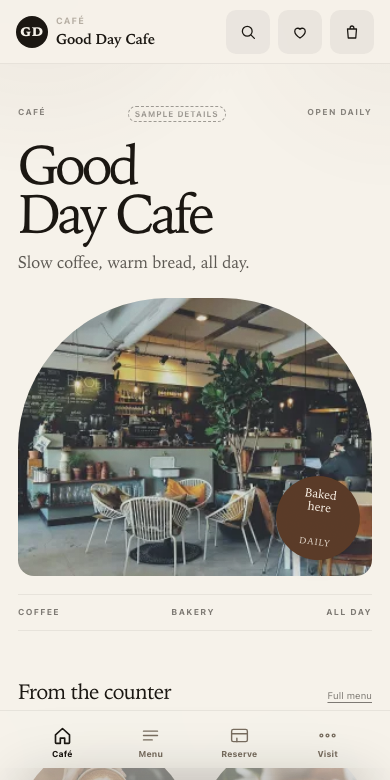 GD
CAFÉ
Good Day Cafe
CAFÉ
SAMPLE DETAILS
OPEN DAILY
Good
Day Cafe
Slow coffee, warm bread, all day.
Baked
here
DAILY
COFFEE
BAKERY
ALL DAY
From the counter
Full menu
Café
Menu
Reserve
Visit